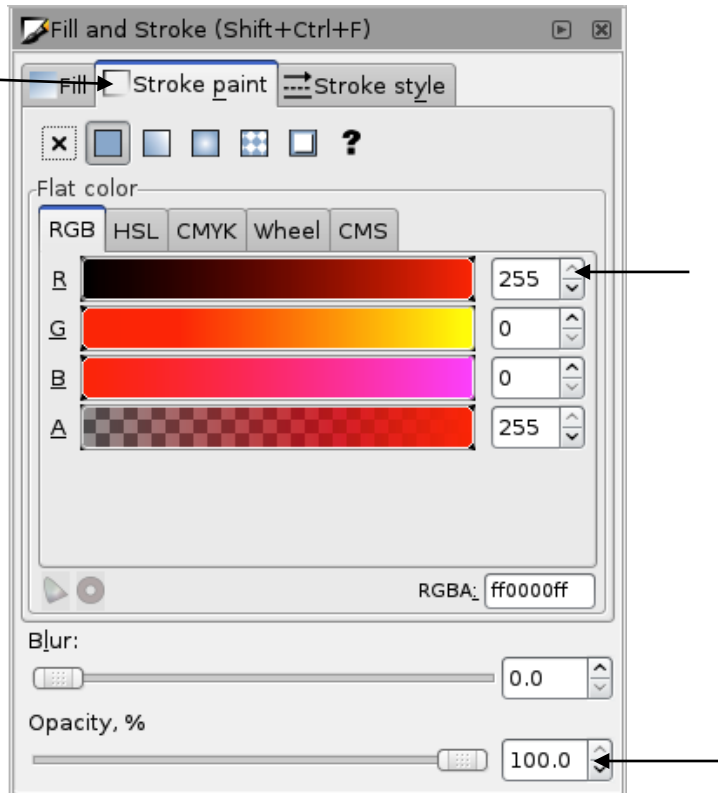 Fill and Stroke (Shift+Ctrl+F)
Fill Stroke paint Stroke style
?
Flat color
RGB HSL CMYK Wheel CMS
R 255
G 0
B 0
A 255
RGBA: ff0000ff
Blur:
0.0
Opacity, %
100.0